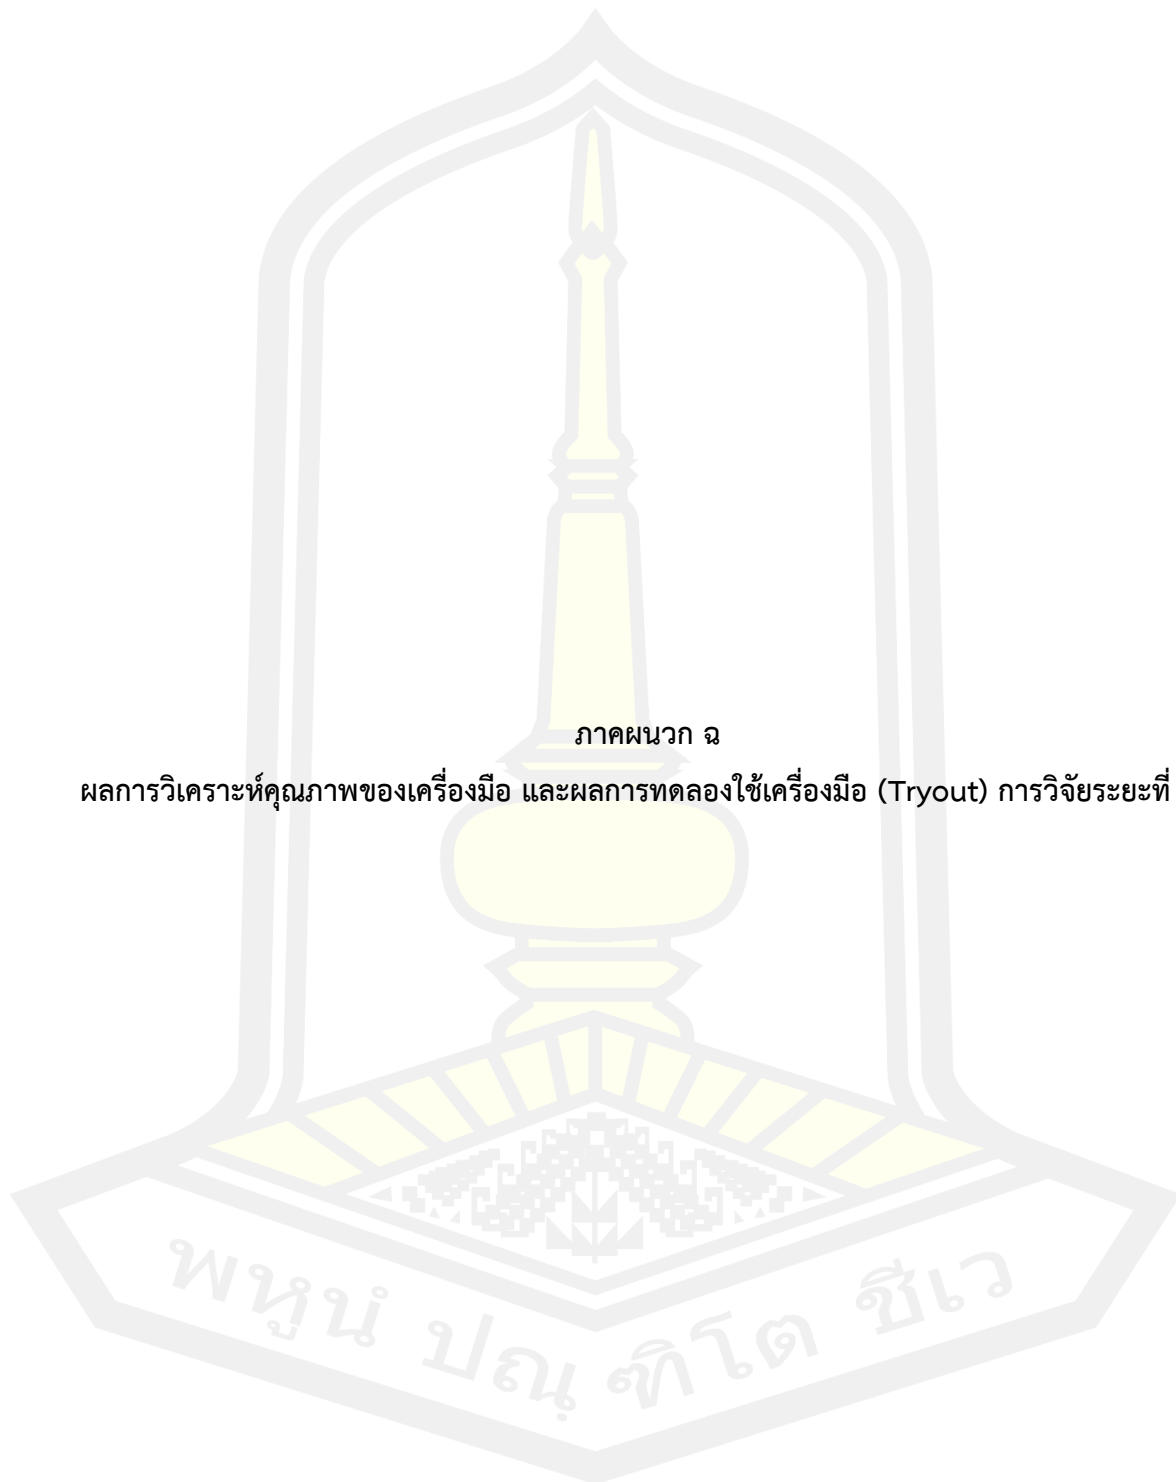 ภาคผนวก ฉ
ผลการวิเคราะห์คุณภาพของเครื่องมือ และผลการทดลองใช้เครื่องมือ (Tryout) การวิจัยระยะที่
พหูนํ ปณฺฑิโต ชีเว